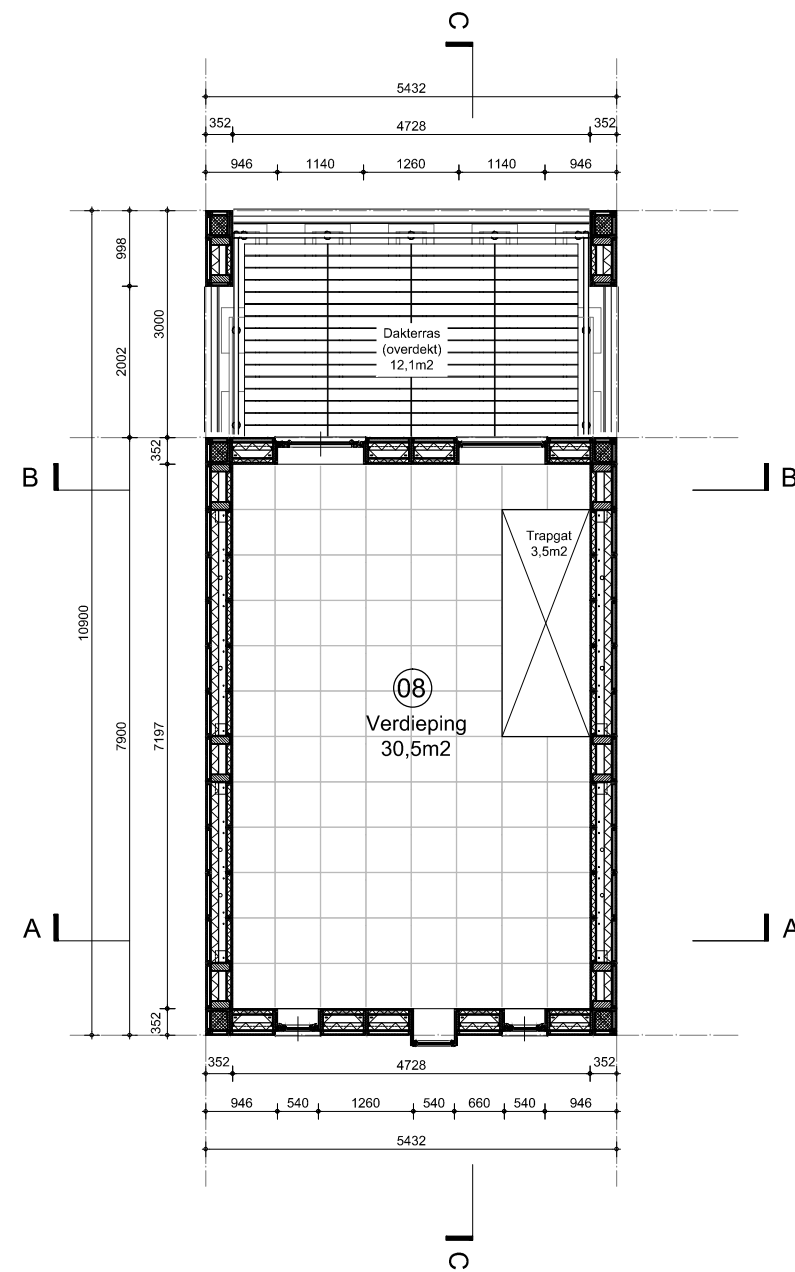 C
5432
352
4728
352
946
1140
1260
1140
946
998
2002
3000
Dakterras
(overdekt)
12,1m2
352
B
B
Trapgat
3,5m2
10900
7900
7197
08
Verdieping
30,5m2
A
A
352
352
4728
352
946
540
1260
540
660
540
946
5432
C